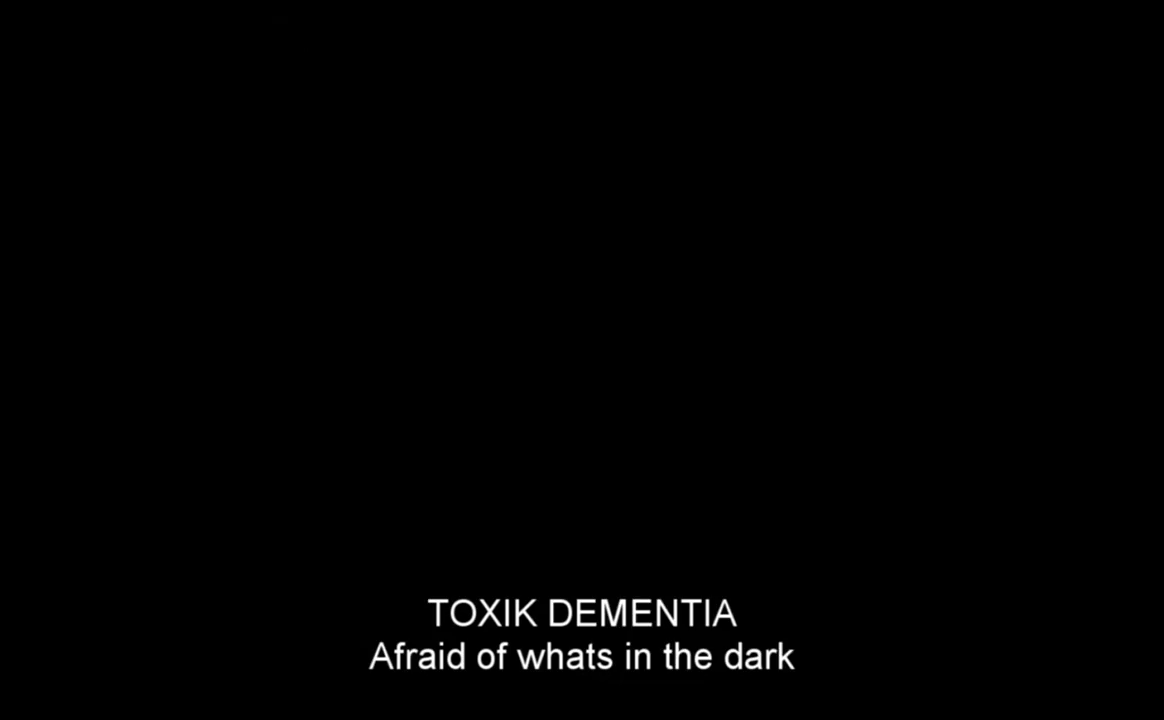 TOXIK DEMENTIA
Afraid of whats in the dark